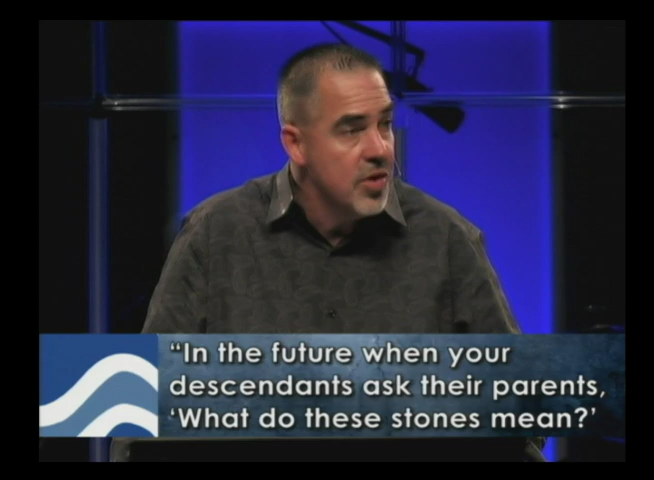 “In the future when your
descendants ask their parents,
‘What do these stones mean?’